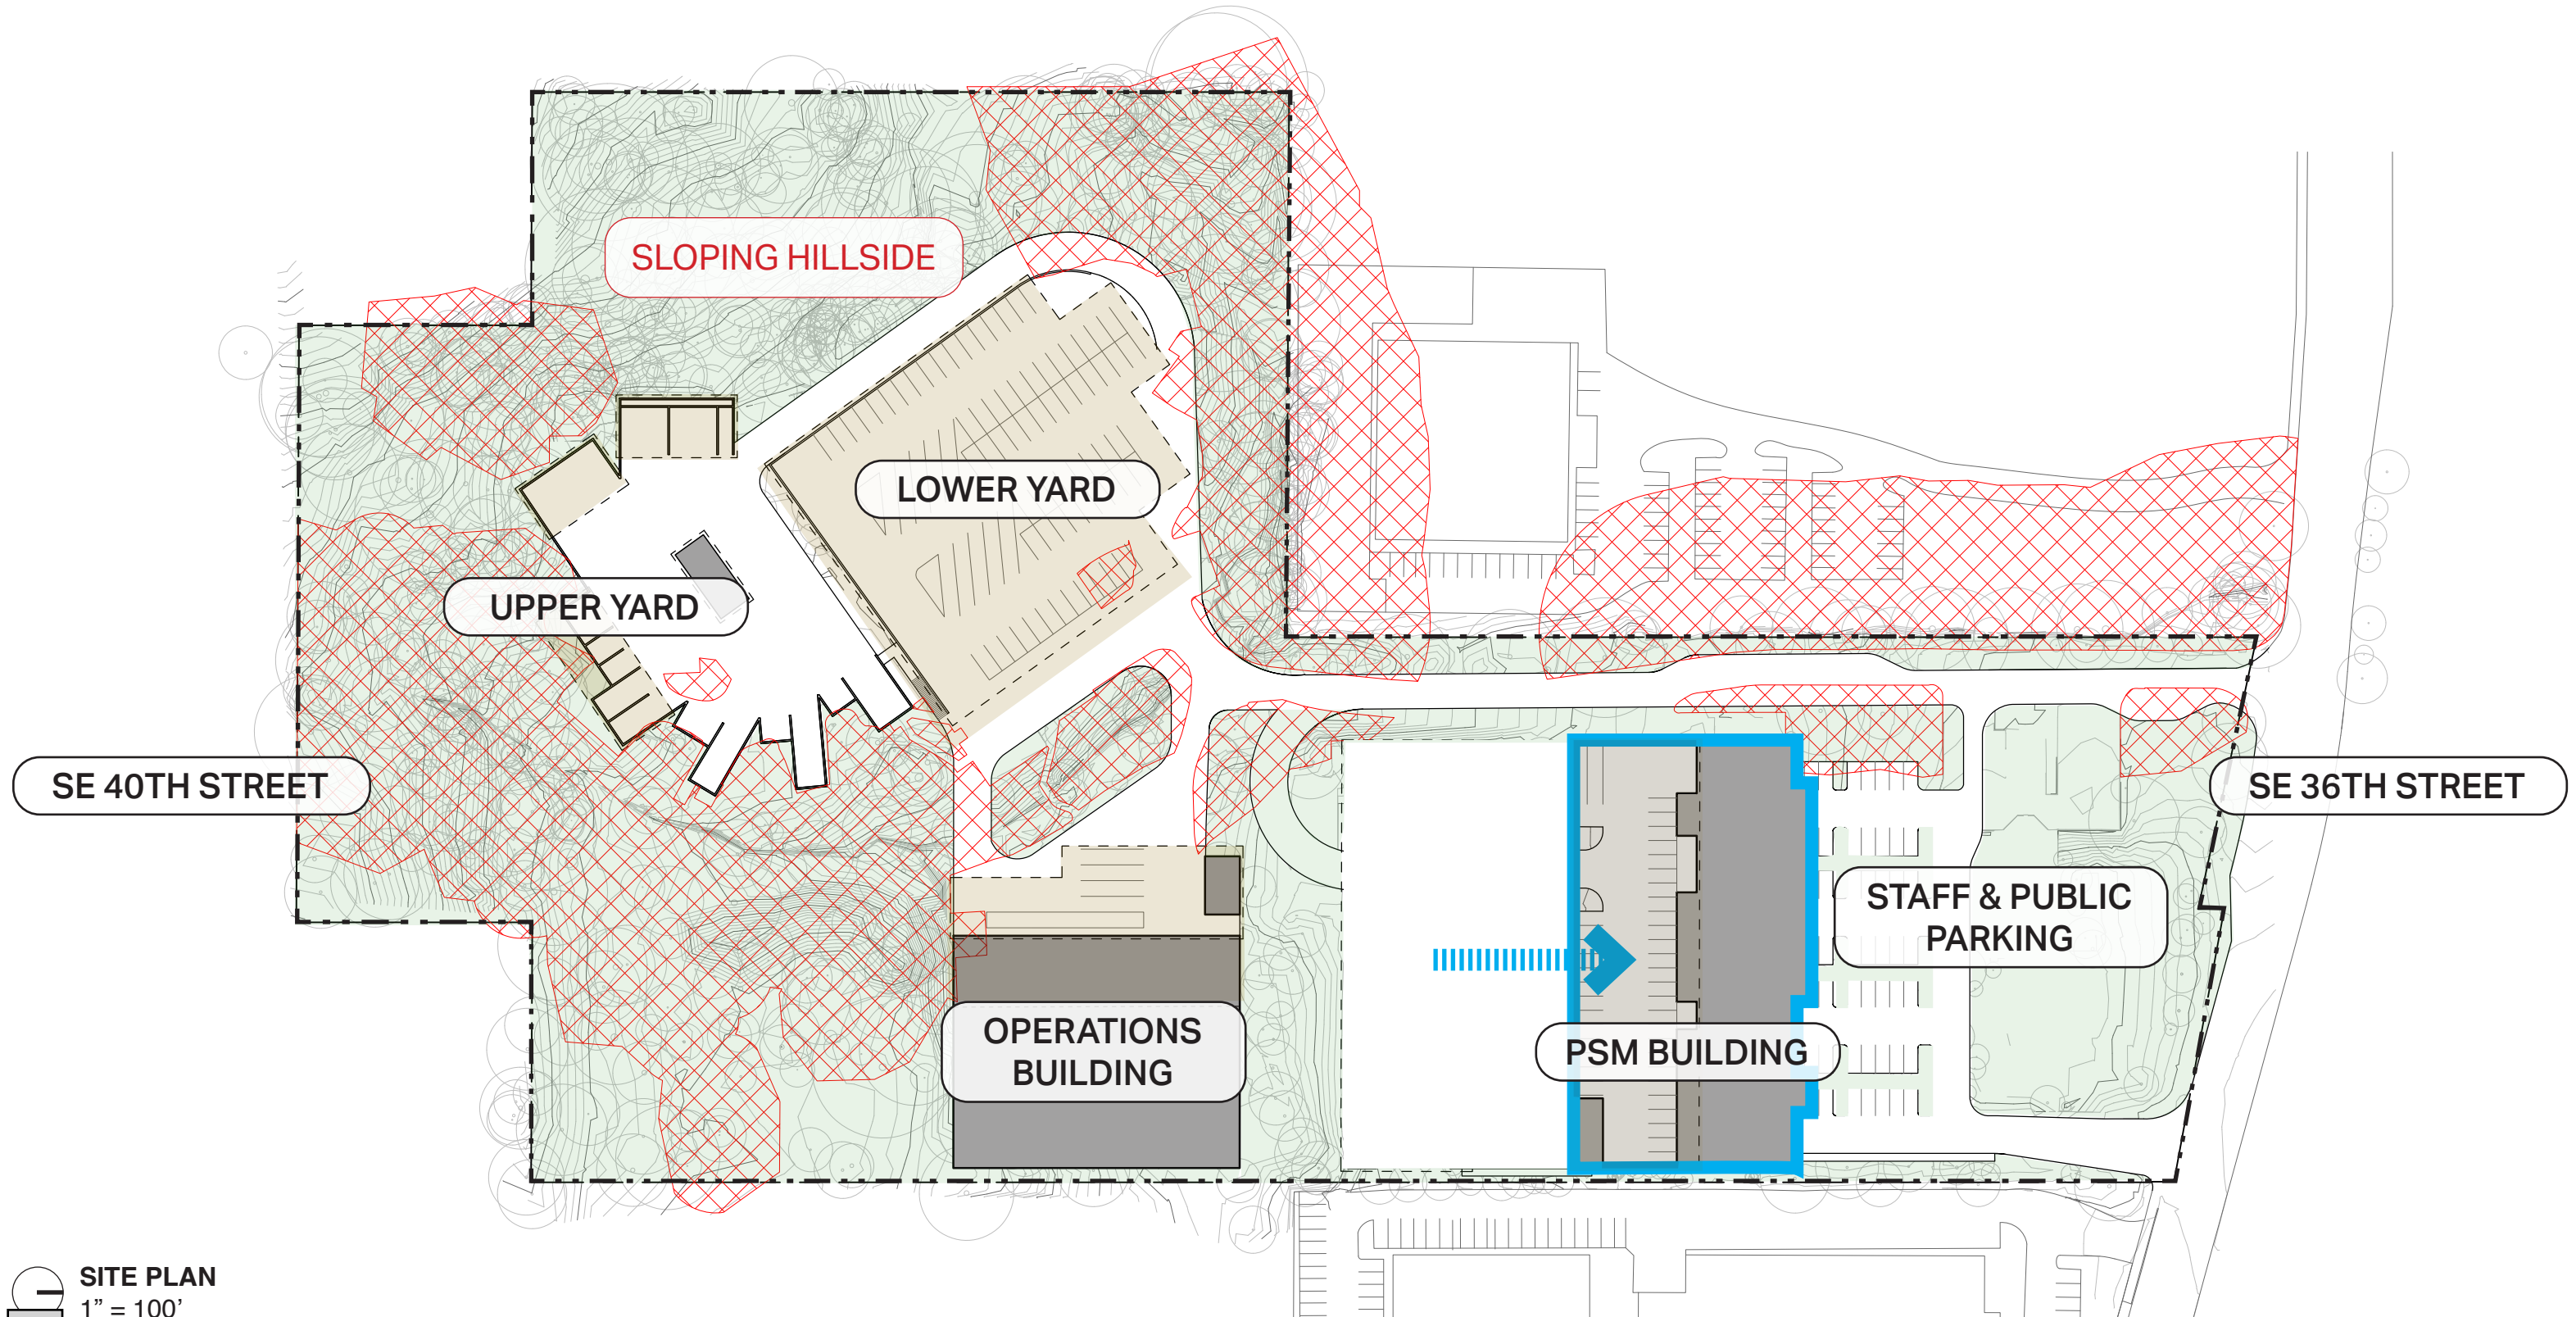 SLOPING HILLSIDE
LOWER YARD
UPPER YARD
SE 40TH STREET
SE 36TH STREET
STAFF & PUBLIC
PARKING
OPERATIONS
BUILDING
PSM BUILDING
SITE PLAN
1” = 100’